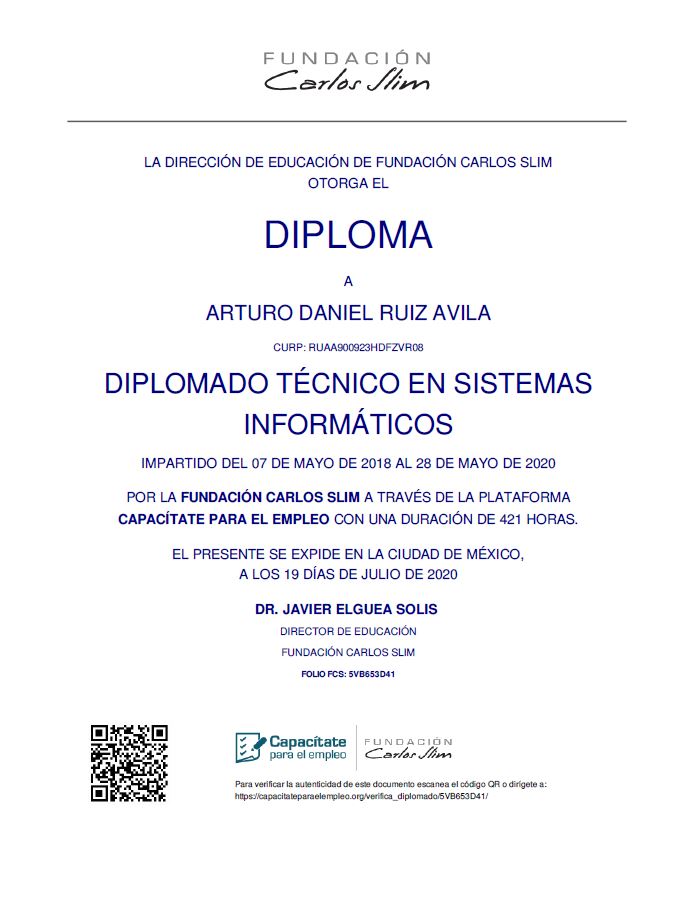 FUNDACIÓN
Carlos Slim
LA DIRECCIÓN DE EDUCACIÓN DE FUNDACIÓN CARLOS SLIM
OTORGA EL
DIPLOMA
A
ARTURO DANIEL RUIZ AVILA
CURP: RUAA900923HDFZVR08
DIPLOMADO TÉCNICO EN SISTEMAS
INFORMÁTICOS
IMPARTIDO DEL 07 DE MAYO DE 2018 AL 28 DE MAYO DE 2020
POR LA FUNDACIÓN CARLOS SLIM A TRAVÉS DE LA PLATAFORMA
CAPACÍTATE PARA EL EMPLEO CON UNA DURACIÓN DE 421 HORAS.
EL PRESENTE SE EXPIDE EN LA CIUDAD DE MÉXICO,
A LOS 19 DÍAS DE JULIO DE 2020
DR. JAVIER ELGUEA SOLIS
DIRECTOR DE EDUCACIÓN
FUNDACIÓN CARLOS SLIM
FOLIO FCS: 5VB653D41
Capacítate
para el empleo
FUNDACIÓN
Carlos Slim
Para verificar la autenticidad de este documento escanea el código QR o dirígete a:
https://capacitateparaelempleo.org/verifica_diplomado/5VB653D41/